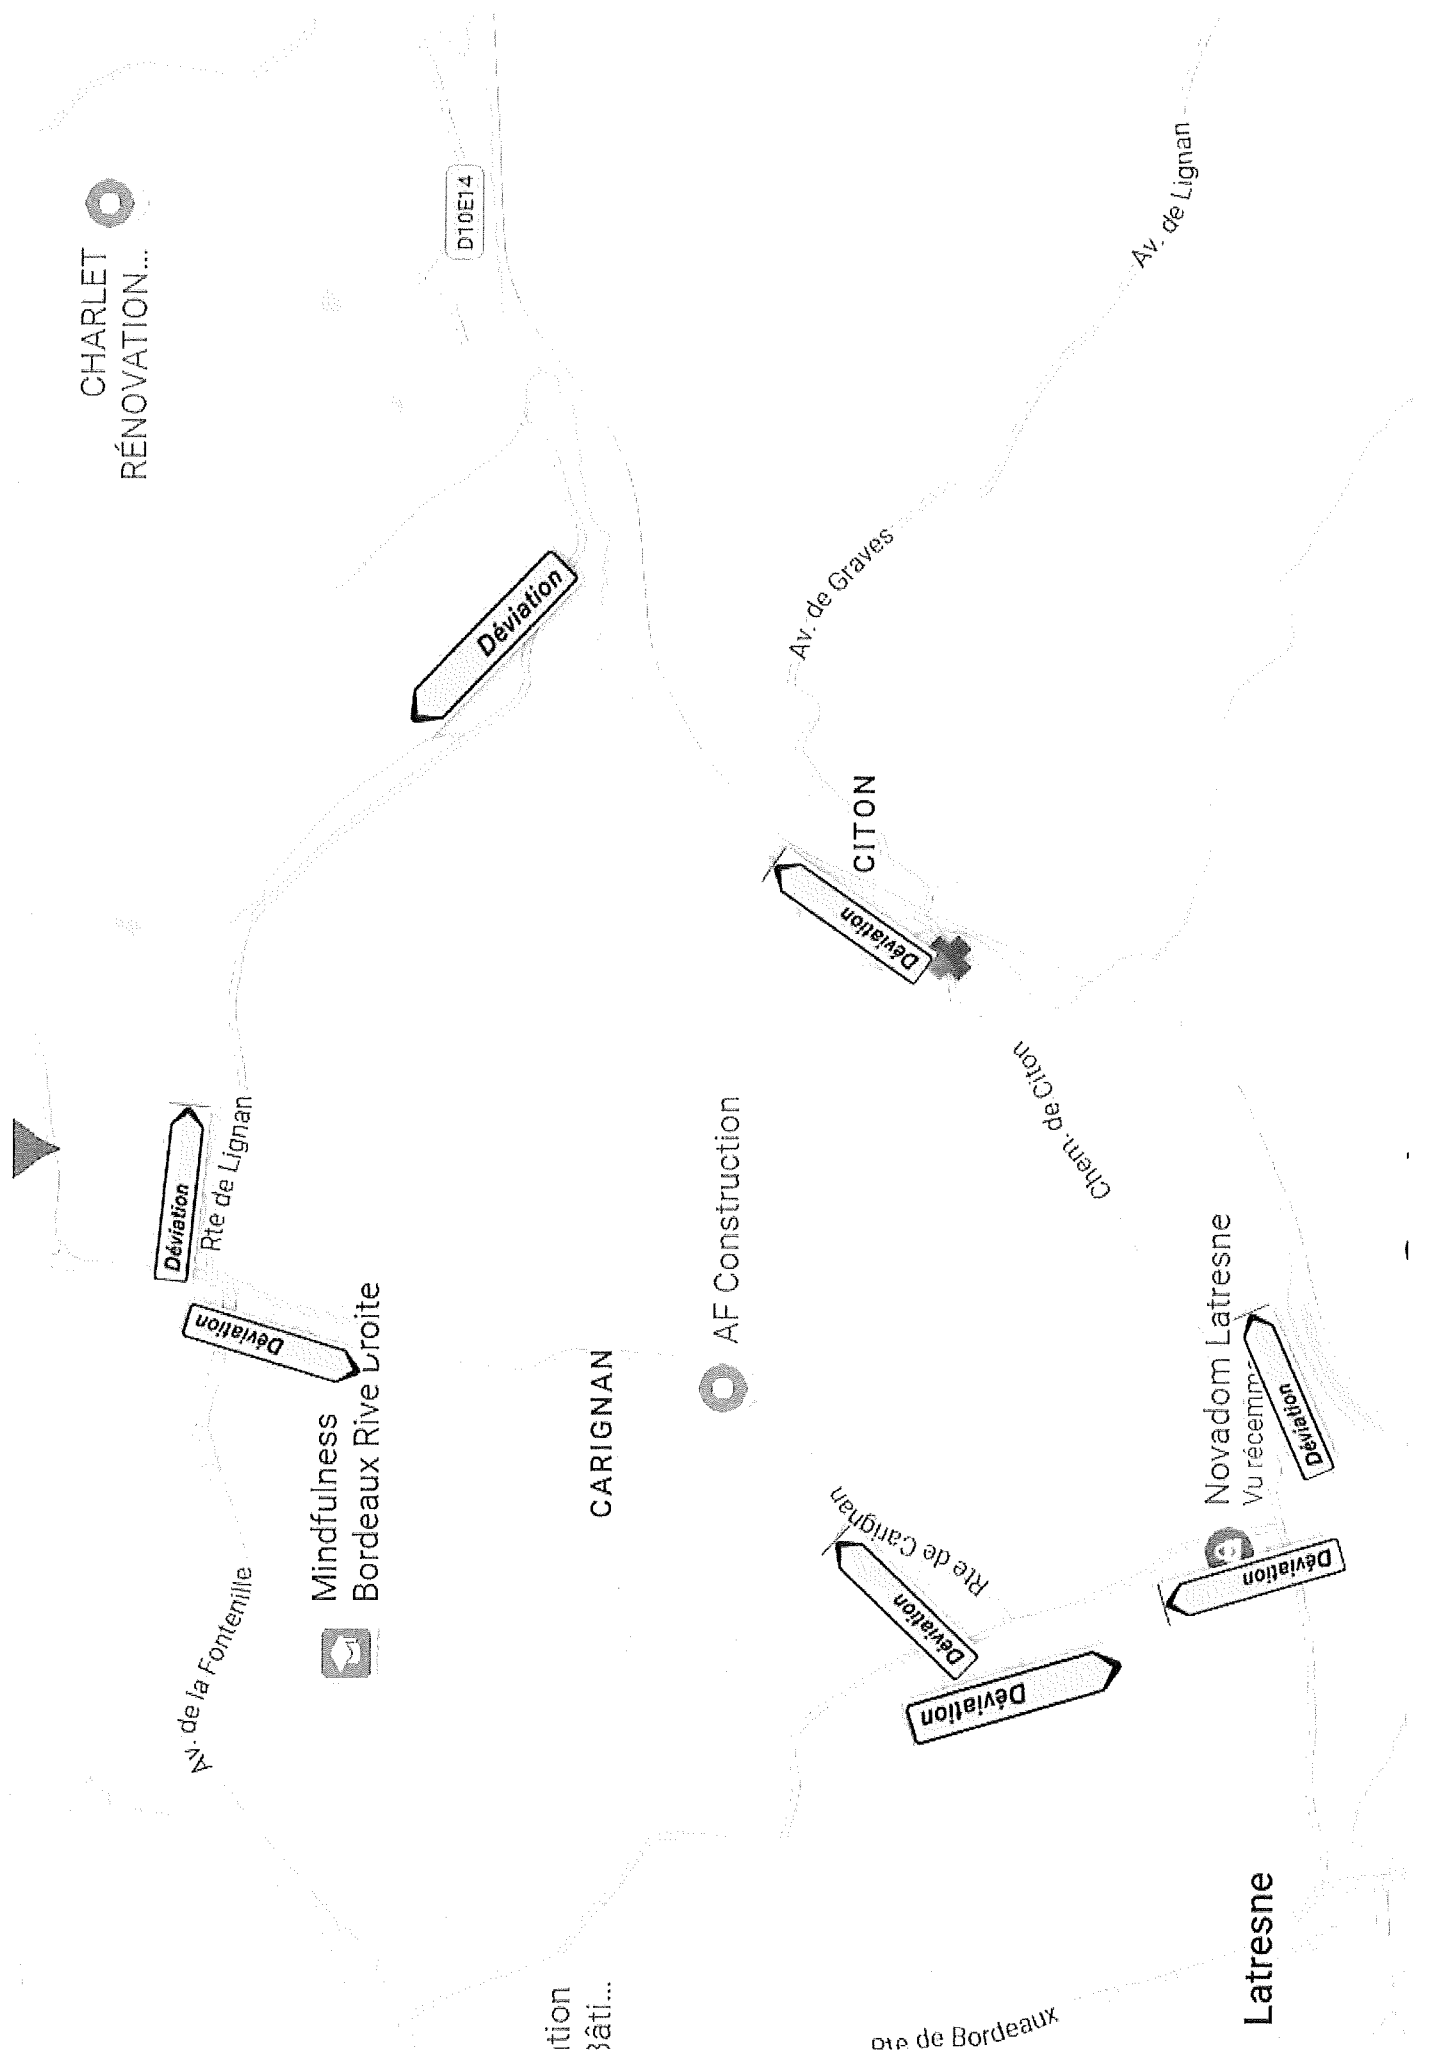 CHARLET
RÉNOVATION...
D10E14
Av. de Lignan
Déviation
Av. de Graves
CITON
Déviation
Déviation
Rte de Lignan
Déviation
Mindfulness
Bordeaux Rive Droite
Chem. de Citon
AF Construction
CARIGNAN
Novadom Latresne
Vu récemm
Déviation
Rte de Carignan
Déviation
Déviation
Déviation
Av. de la Fontenille
Latresne
Rte de Bordeaux
ation
Bâti...